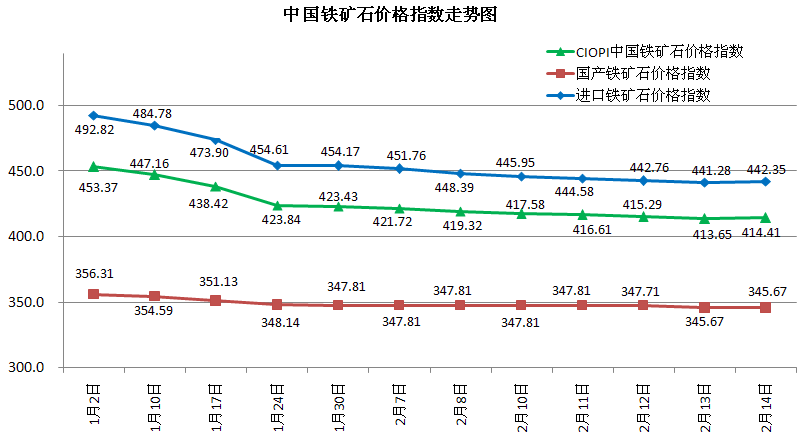 中国铁矿石价格指数走势图
CIOPI中国铁矿石价格指数
国产铁矿石价格指数
进口铁矿石价格指数
500.0
450.0
400.0
350.0
300.0
492.82
484.78
473.90
454.61
454.17
451.76
448.39
445.95
444.58
442.76
441.28
442.35
453.37
447.16
438.42
423.84
423.43
421.72
419.32
417.58
416.61
415.29
413.65
414.41
356.31
354.59
351.13
348.14
347.81
347.81
347.81
347.81
347.81
347.71
345.67
345.67
1月2日
1月10日
1月17日
1月24日
1月30日
2月7日
2月8日
2月10日
2月11日
2月12日
2月13日
2月14日